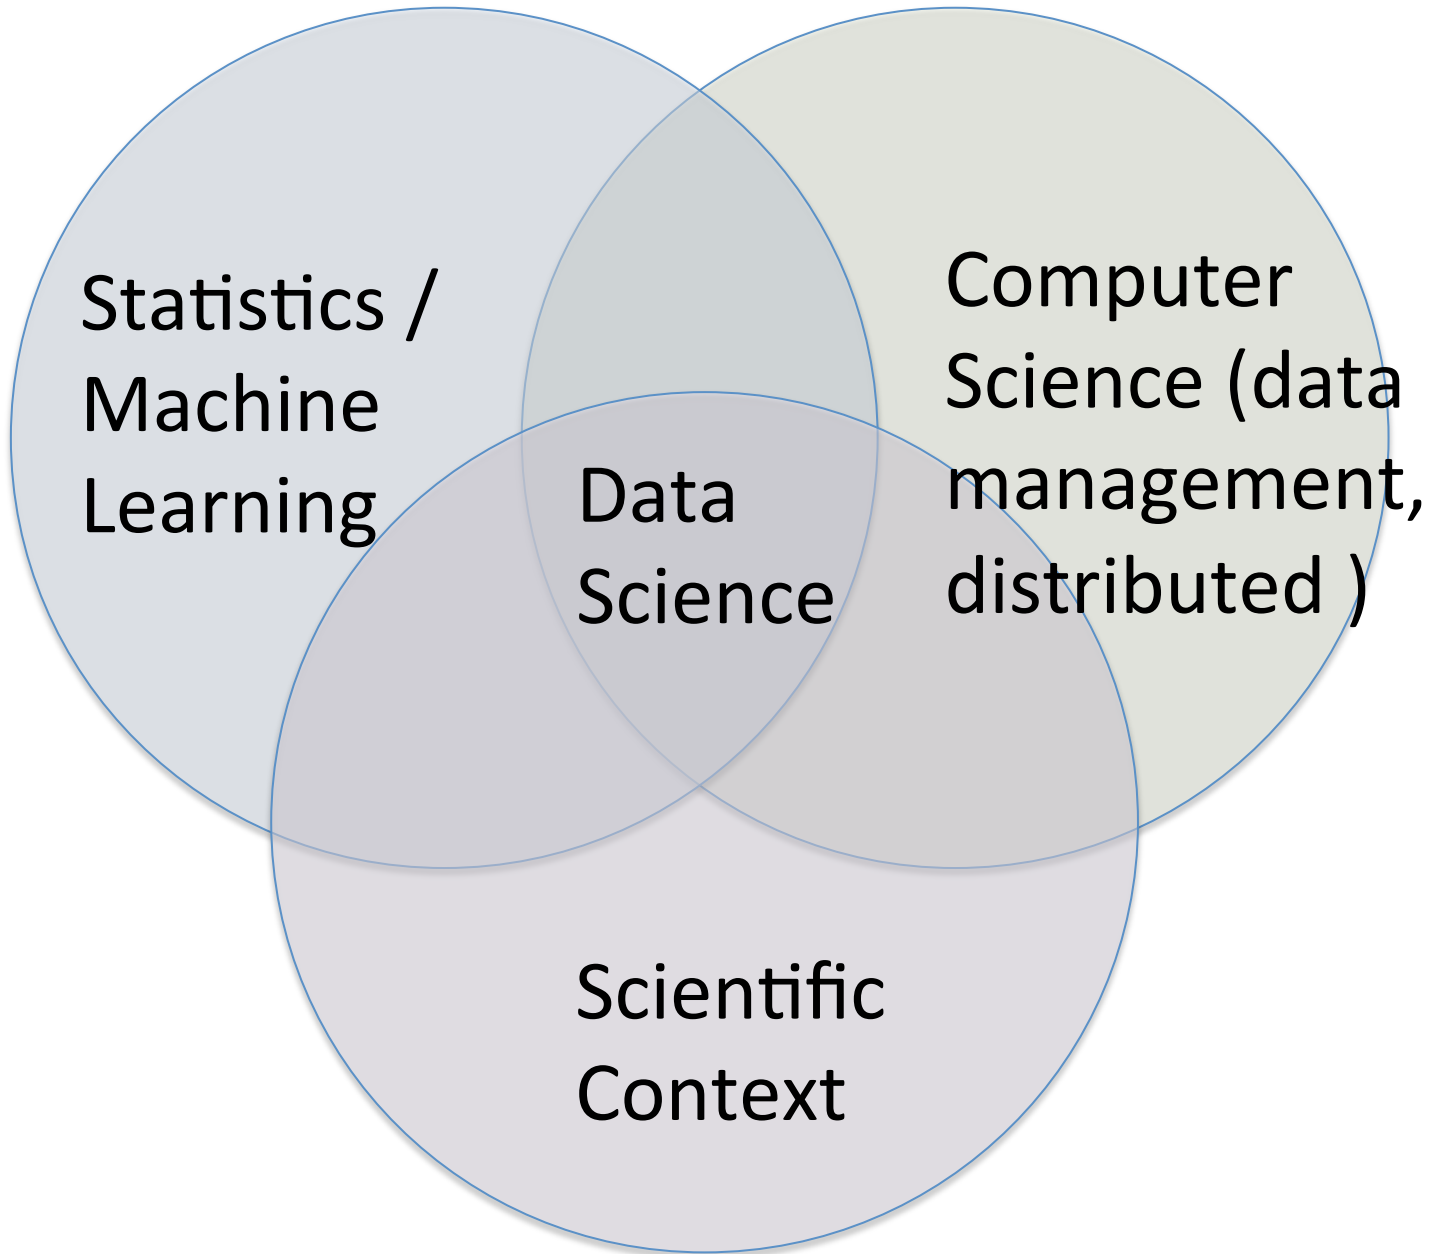 Statistics /
Machine
Learning
Computer
Science (data
management,
distributed )
Data
Science
Scientific
Context